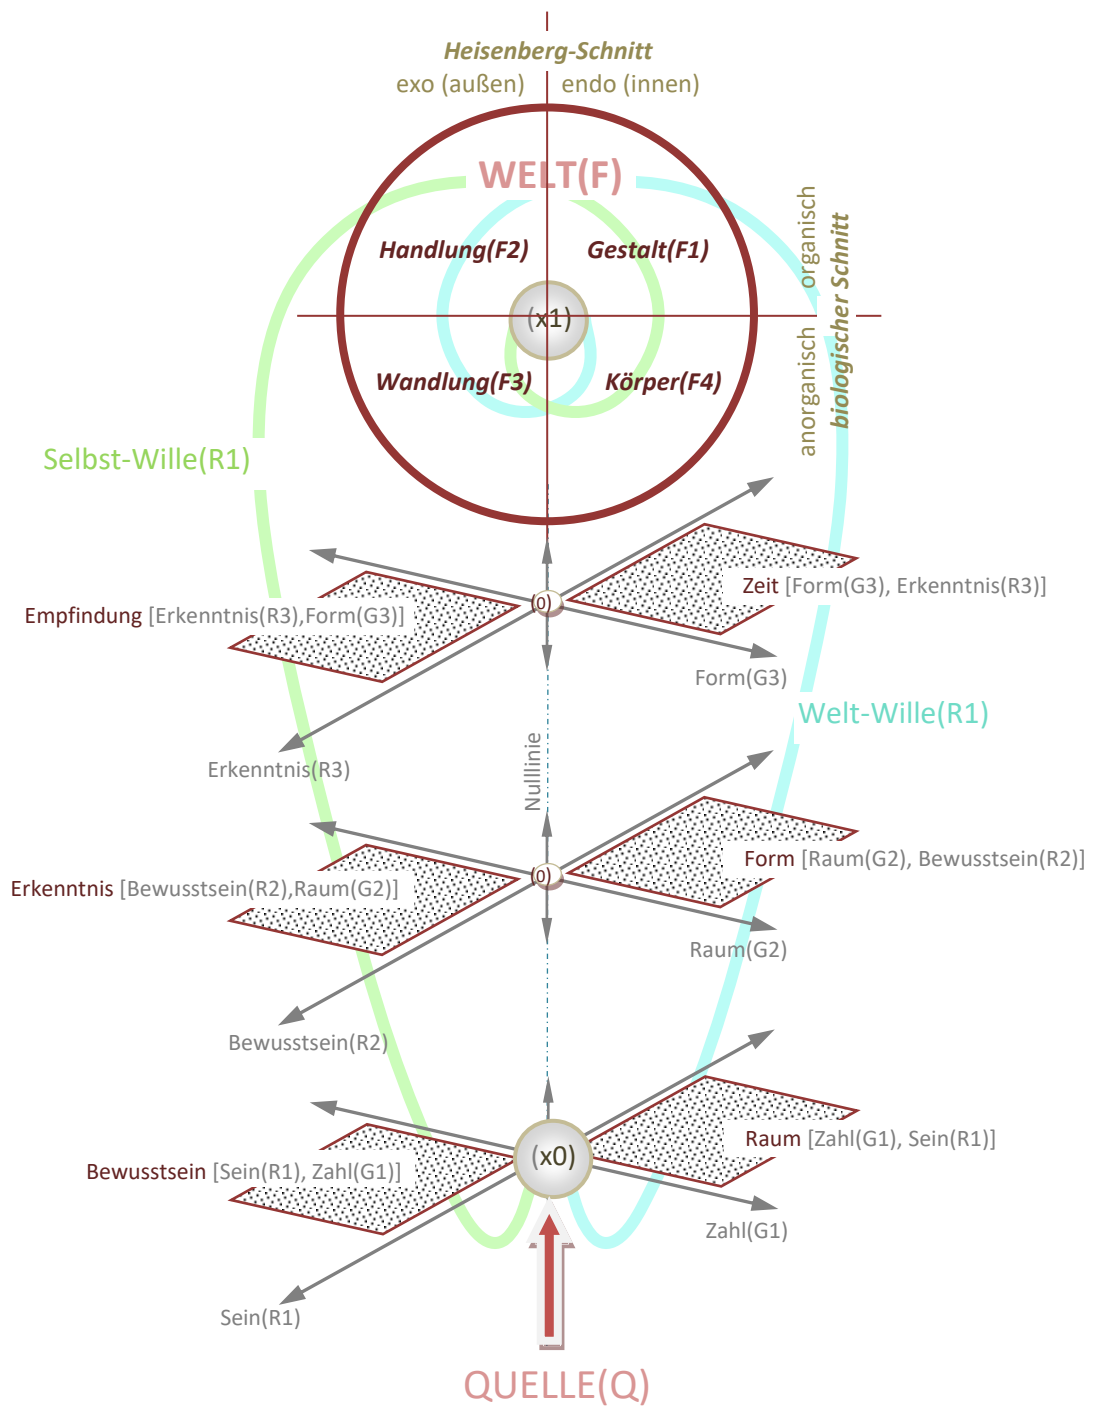 Heisenberg-Schnitt
exo (außen)
endo (innen)
WELT(F)
Handlung(F2)
Gestalt(F1)
(x1)
Wandlung(F3)
Körper(F4)
organisch
anorganisch
biologischer Schnitt
Selbst-Wille(R1)
Zeit [Form(G3), Erkenntnis(R3)]
(0)
Empfindung [Erkenntnis(R3),Form(G3)]
Form(G3)
Welt-Wille(R1)
Erkenntnis(R3)
Nulllinie
Form [Raum(G2), Bewusstsein(R2)]
(0)
Erkenntnis [Bewusstsein(R2),Raum(G2)]
Raum(G2)
Bewusstsein(R2)
Raum [Zahl(G1), Sein(R1)]
(x0)
Bewusstsein [Sein(R1), Zahl(G1)]
Zahl(G1)
Sein(R1)
QUELLE(Q)